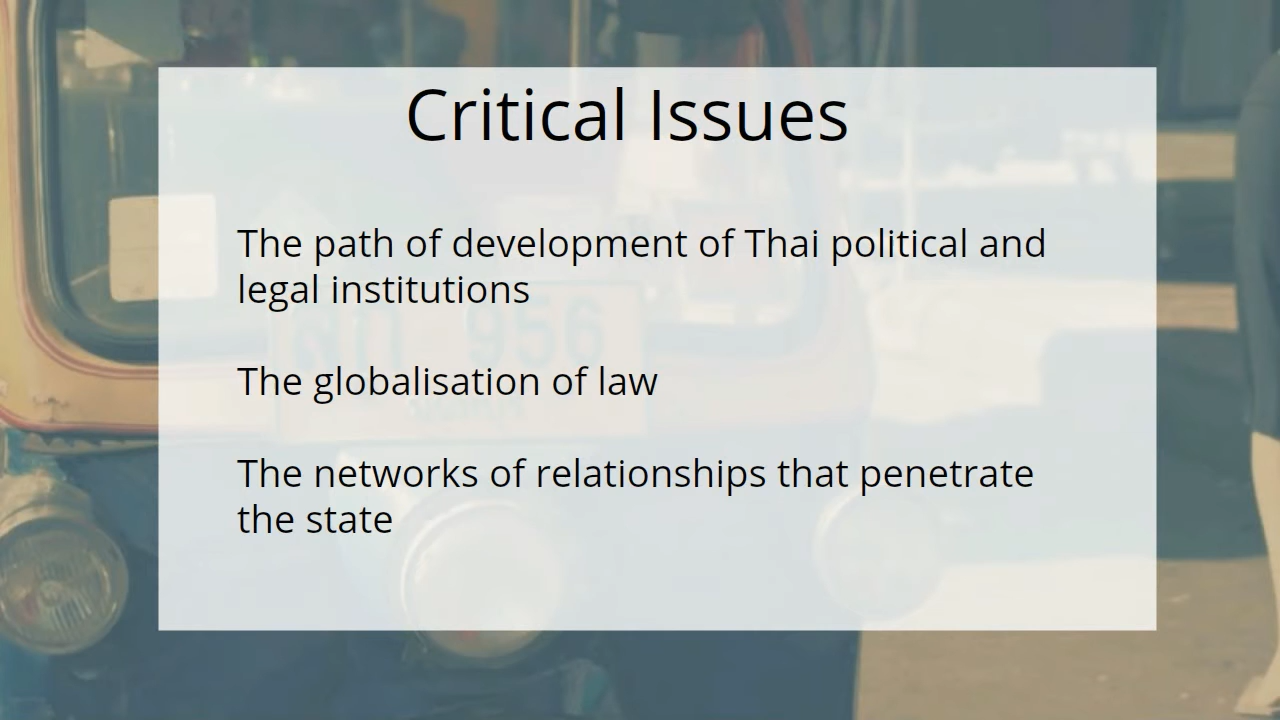 Critical Issues
The path of development of Thai political and
legal institutions
The globalisation of law
The networks of relationships that penetrate
the state
956